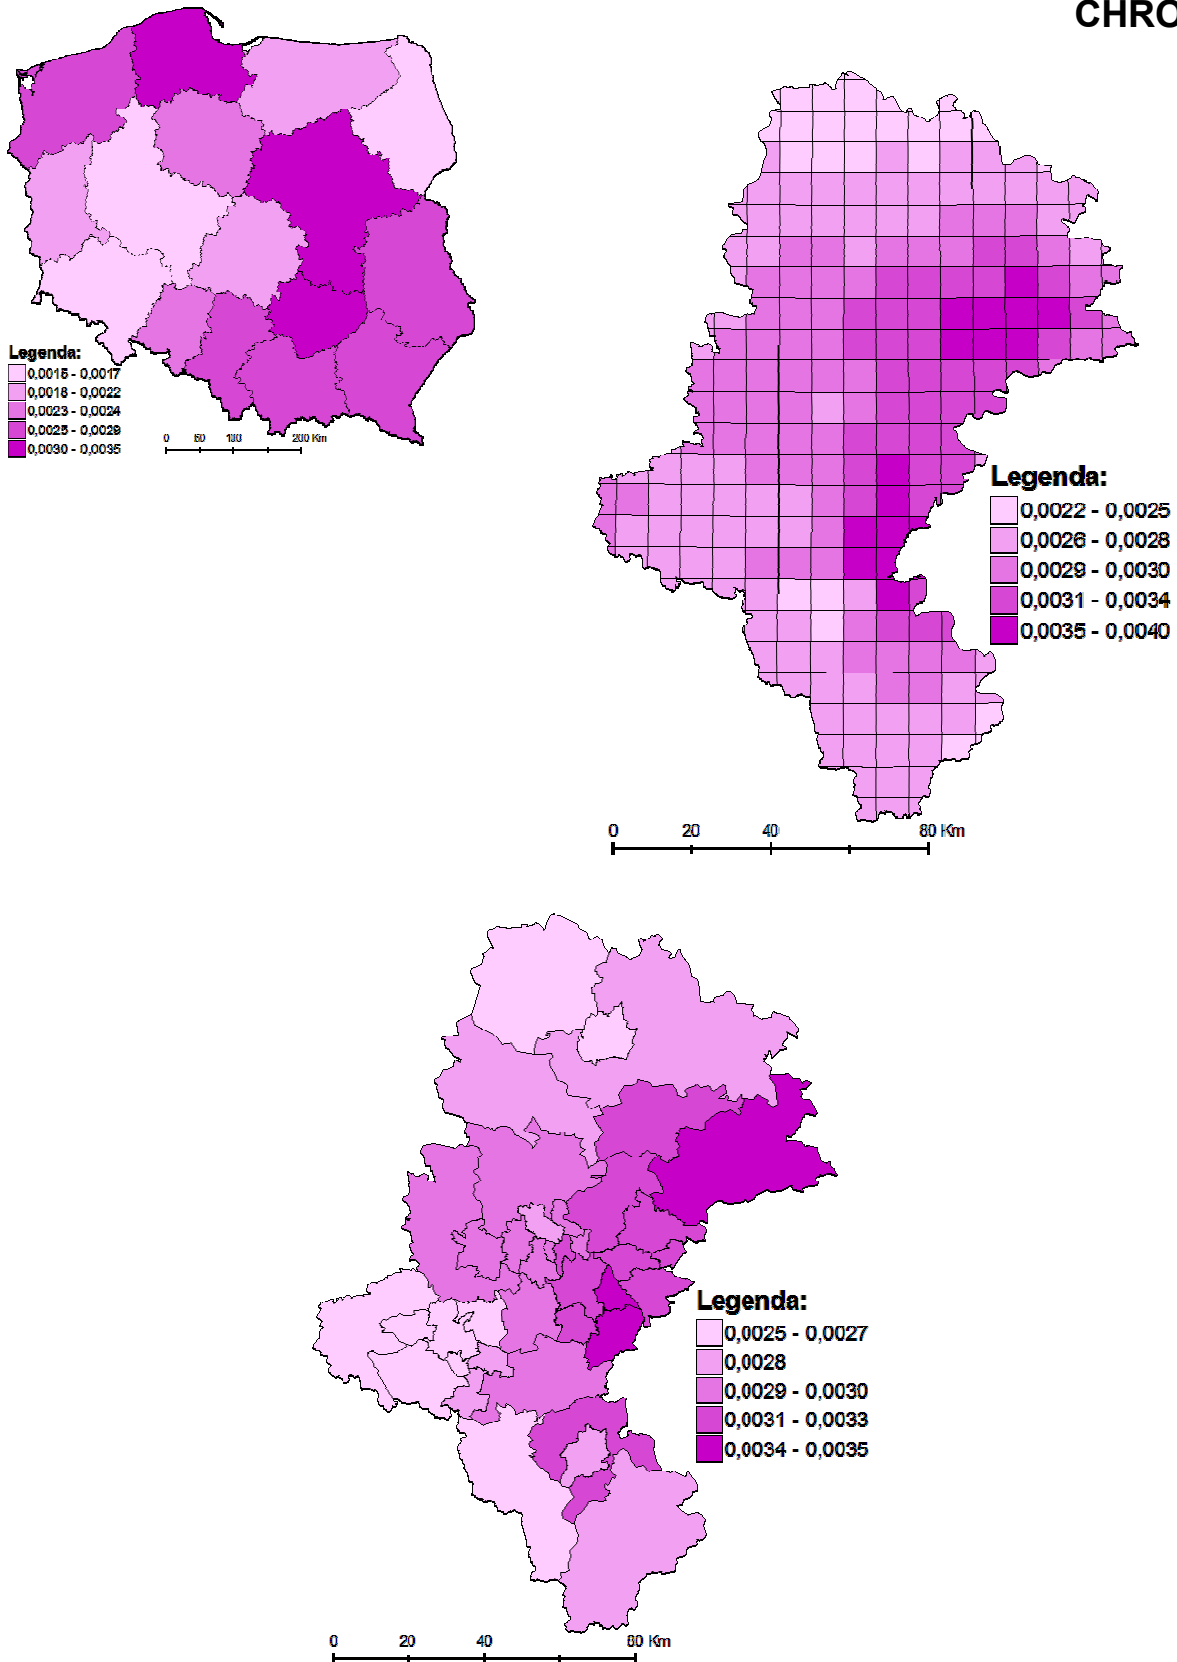 CHRO
Legenda:
0,0015 - 0,0017
0,0018 - 0,0022
0,0023 - 0,0024
0,0025 - 0,0029
0,0030 - 0,0035
0 50 100 200 Km
Legenda:
0,0022 - 0,0025
0,0026 - 0,0028
0,0029 - 0,0030
0,0031 - 0,0034
0,0035 - 0,0040
0 20 40 80 Km
Legenda:
0,0025 - 0,0027
0,0028
0,0029 - 0,0030
0,0031 - 0,0033
0,0034 - 0,0035
0 20 40 80 Km